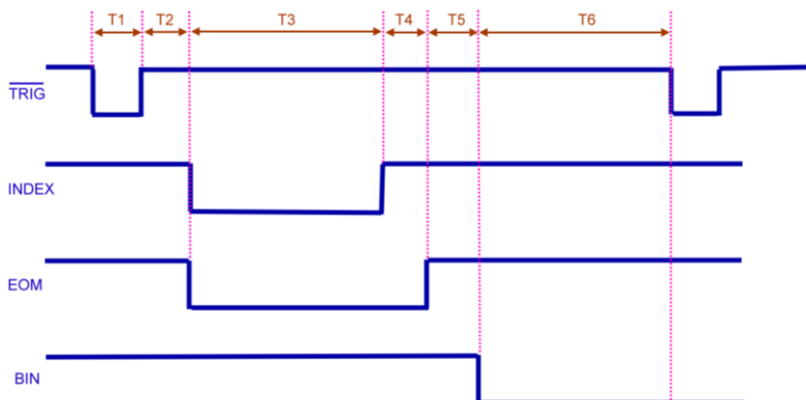 T1 T2 T3 T4 T5 T6
TRIG
INDEX
EOM
BIN